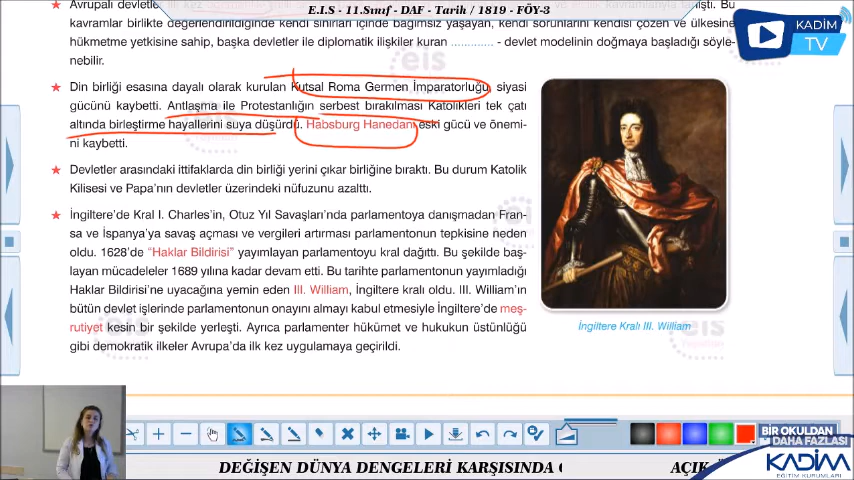 E.I.S - 11.Sınıf - DAF - Tarih / 1819 - FÖY-3
kavramlar birlikte değerlendirildiğinde kendi sınırları içinde bağımsız yaşayan, kendi sorunlarını kendisi çözen ve ülkesine
hükmetme yetkisine sahip, başka devletler ile diplomatik ilişkiler kuran ............. - devlet modelinin doğmaya başladığı söyle-
nebilir.
Din birliği esasına dayalı olarak kurulan Kutsal Roma Germen İmparatorluğu, siyasi
gücünü kaybetti. Antlaşma ile Protestanlığın serbest bırakılması Katolikleri tek çatı
altında birleştirme hayallerini suya düşürdü. Habsburg Hanedanı eski gücü ve önemi-
ni kaybetti.
Devletler arasındaki ittifaklarda din birliği yerini çıkar birliğine bıraktı. Bu durum Katolik
Kilisesi ve Papa'nın devletler üzerindeki nüfuzunu azalttı.
İngiltere'de Kral I. Charles'in, Otuz Yıl Savaşları'nda parlamentoya danışmadan Fran-
sa ve İspanya'ya savaş açması ve vergileri artırması parlamentonun tepkisine neden
oldu. 1628'de "Haklar Bildirisi" yayımlayan parlamentoyu kral dağıttı. Bu şekilde baş-
layan mücadeleler 1689 yılına kadar devam etti. Bu tarihte parlamentonun yayımladığı
Haklar Bildirisi'ne uyacağına yemin eden III. William, İngiltere kralı oldu. III. William'ın
bütün devlet işlerinde parlamentonun onayını almayı kabul etmesiyle İngiltere'de meş-
rutiyet kesin bir şekilde yerleşti. Ayrıca parlamenter hükümet ve hukukun üstünlüğü
gibi demokratik ilkeler Avrupa'da ilk kez uygulamaya geçirildi.
İngiltere Kralı III. William
KADİM
TV
BİR OKULDAN
DAHA FAZLASI
KADİM
EĞİTİM KURUMLARI
DEĞİŞEN DÜNYA DENGELERİ KARŞISINDA
AÇIK